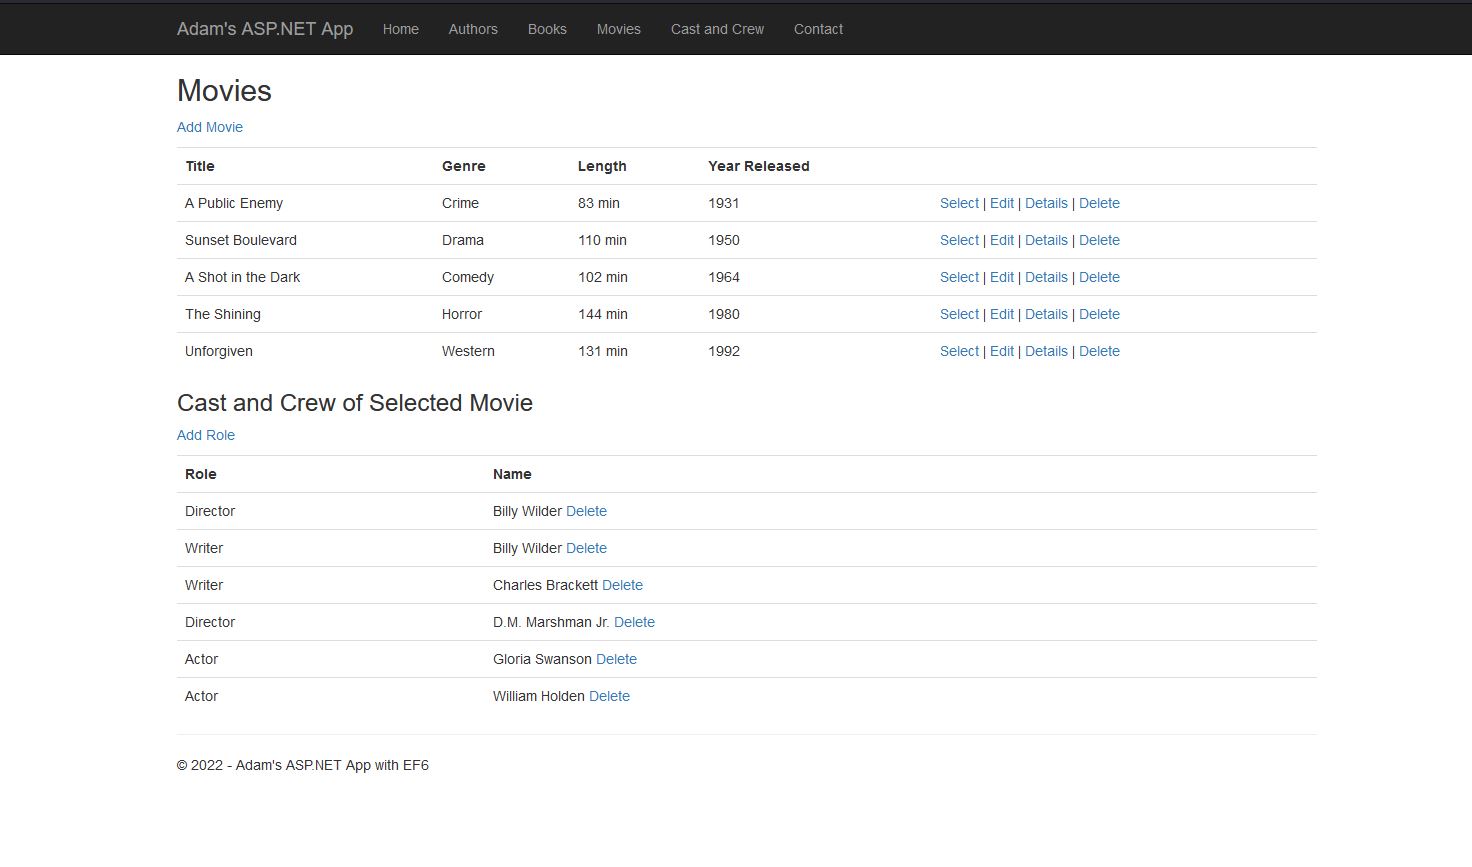 Adam's ASP.NET App Home Authors Books Movies Cast and Crew Contact
Movies
Add Movie
Title Genre Length Year Released
A Public Enemy Crime 83 min 1931 Select | Edit | Details | Delete
Sunset Boulevard Drama 110 min 1950 Select | Edit | Details | Delete
A Shot in the Dark Comedy 102 min 1964 Select | Edit | Details | Delete
The Shining Horror 144 min 1980 Select | Edit | Details | Delete
Unforgiven Western 131 min 1992 Select | Edit | Details | Delete
Cast and Crew of Selected Movie
Add Role
Role Name
Director Billy Wilder Delete
Writer Billy Wilder Delete
Writer Charles Brackett Delete
Director D.M. Marshman Jr. Delete
Actor Gloria Swanson Delete
Actor William Holden Delete
© 2022 - Adam's ASP.NET App with EF6